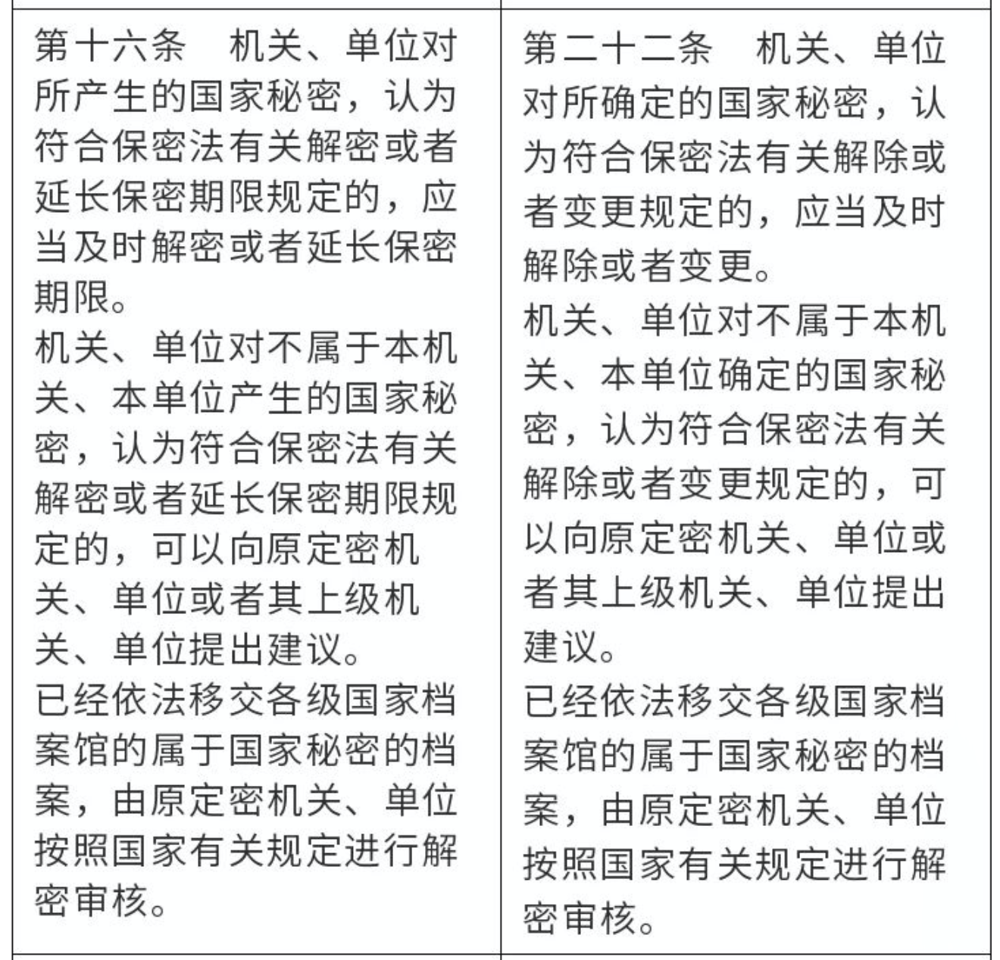 第十六条　机关、单位对
所产生的国家秘密，认为
符合保密法有关解密或者
延长保密期限规定的，应
当及时解密或者延长保密
期限。
机关、单位对不属于本机
关、本单位产生的国家秘
密，认为符合保密法有关
解密或者延长保密期限规
定的，可以向原定密机
关、单位或者其上级机
关、单位提出建议。
已经依法移交各级国家档
案馆的属于国家秘密的档
案，由原定密机关、单位
按照国家有关规定进行解
密审核。
第二十二条　机关、单位
对所确定的国家秘密，认
为符合保密法有关解除或
者变更规定的，应当及时
解除或者变更。
机关、单位对不属于本机
关、本单位确定的国家秘
密，认为符合保密法有关
解除或者变更规定的，可
以向原定密机关、单位或
者其上级机关、单位提出
建议。
已经依法移交各级国家档
案馆的属于国家秘密的档
案，由原定密机关、单位
按照国家有关规定进行解
密审核。